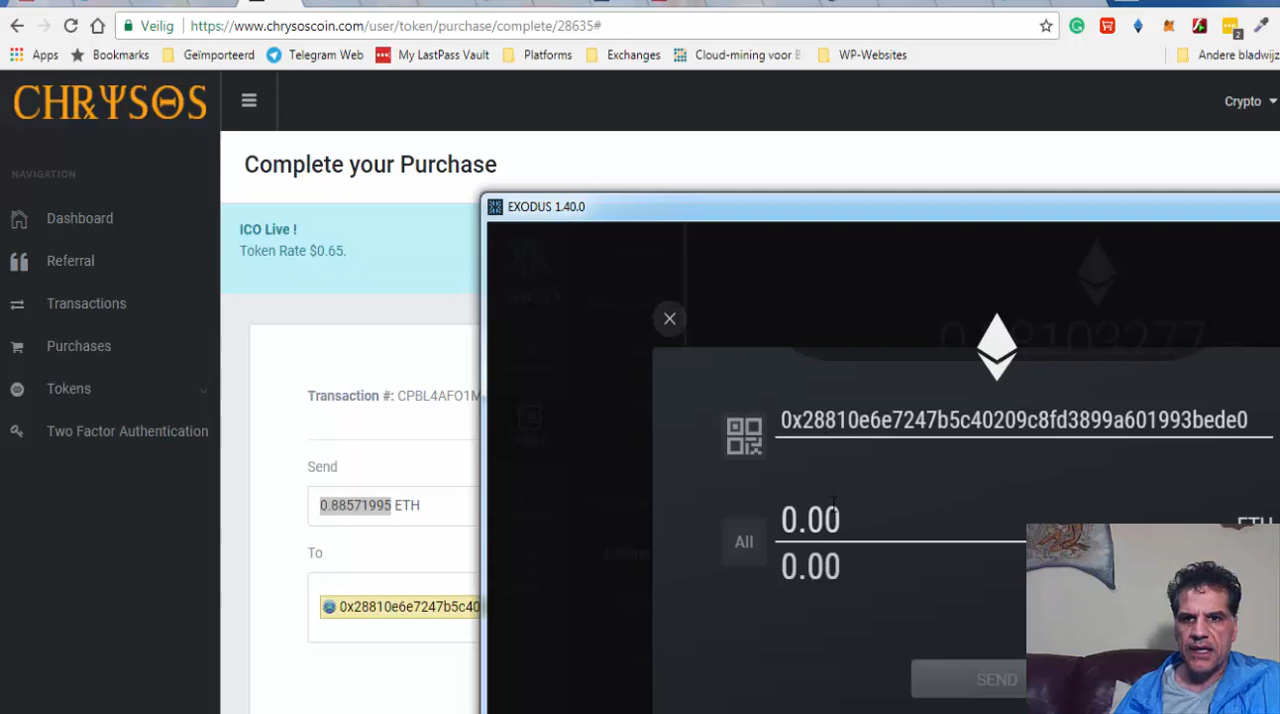 Veilig https://www.chrysoscoin.com/user/token/purchase/complete/28635#
Apps Bookmarks Geïmporteerd Telegram Web My LastPass Vault Platforms Exchanges Cloud-mining voor WP-Websites Andere bladwijz
2
CHRYSOS
Crypto
NAVIGATION
Dashboard
Referral
Transactions
Purchases
Tokens
Two Factor Authentication
Complete your Purchase
ICO Live !
Token Rate $0.65.
Transaction #: CPBL4AFO1M
Send
0.88571995 ETH
To
0x28810e6e7247b5c40
EXODUS 1.40.0
0x28810e6e7247b5c40209c8fd3899a601993bede0
All
0.00
ETH
0.00
SEND